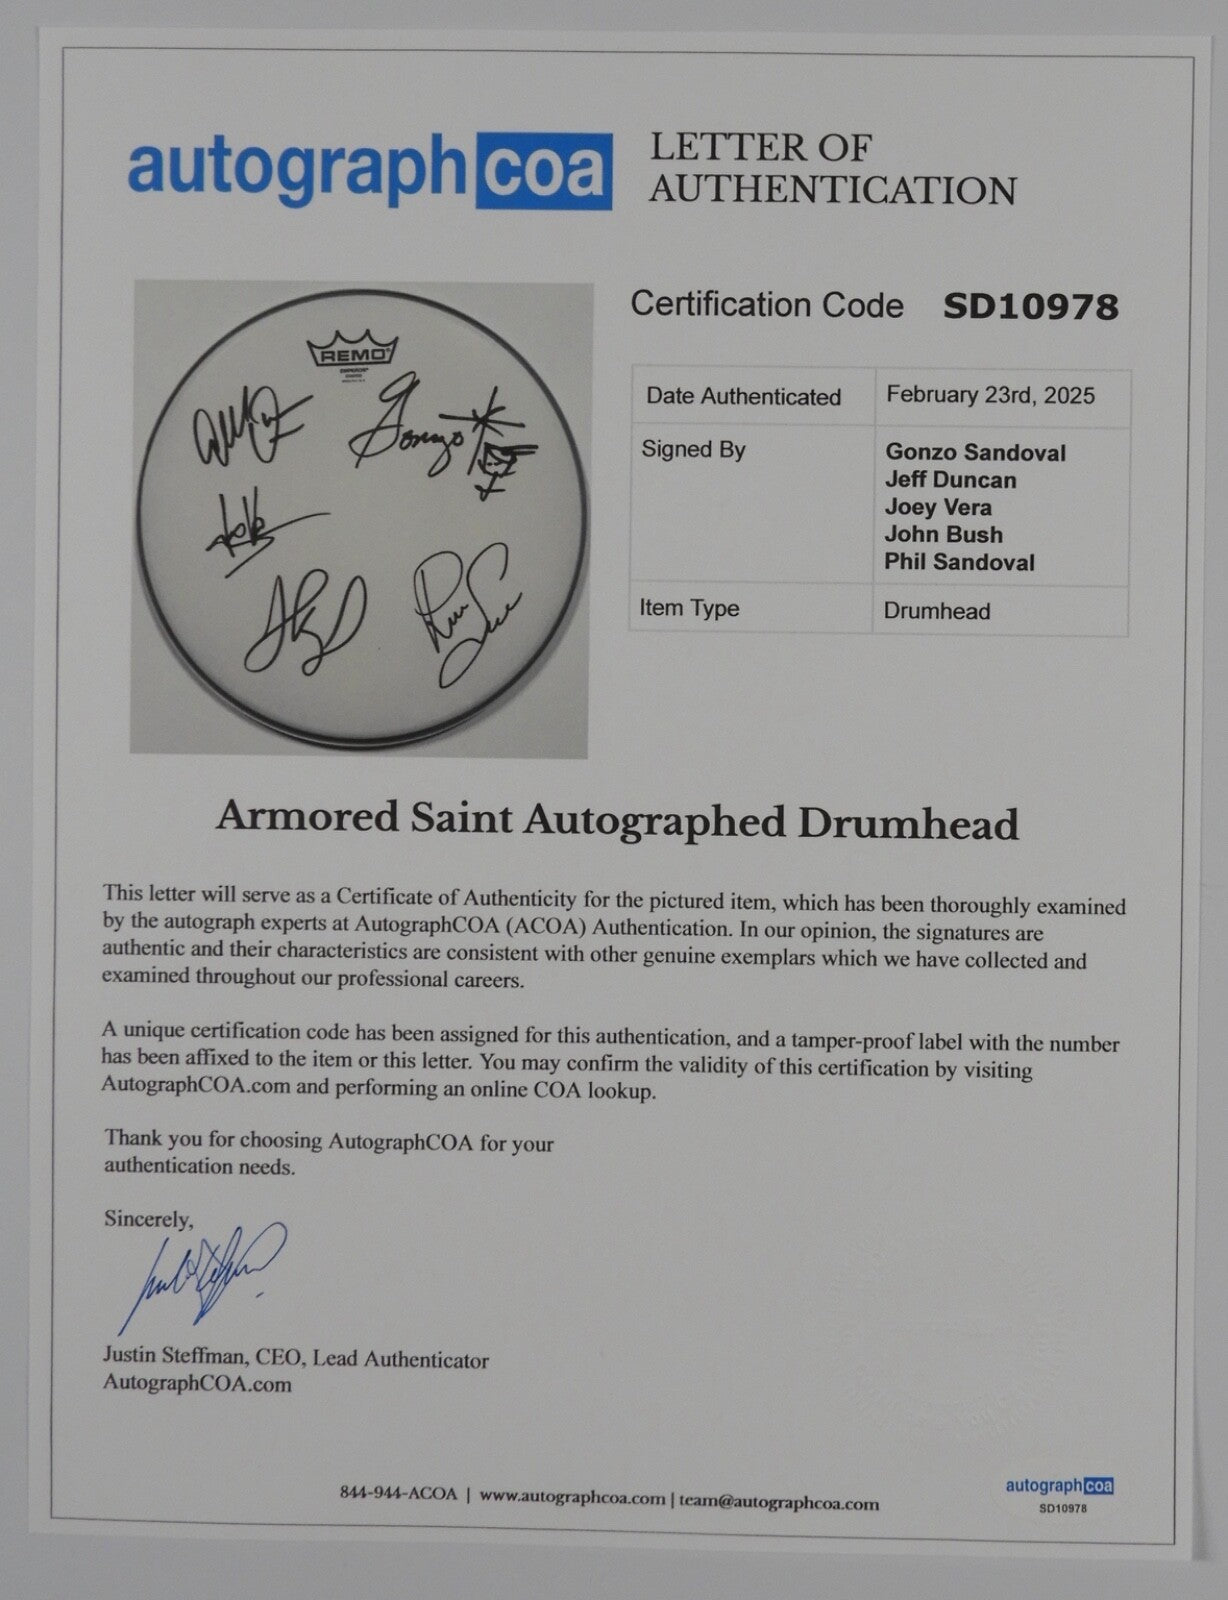 autographcoa
LETTER OF
AUTHENTICATION
REMO
Gonzo
Certification Code SD10978
Date Authenticated February 23rd, 2025
Signed By Gonzo Sandoval
Jeff Duncan
Joey Vera
John Bush
Phil Sandoval
Item Type Drumhead
Armored Saint Autographed Drumhead
This letter will serve as a Certificate of Authenticity for the pictured item, which has been thoroughly examined
by the autograph experts at AutographCOA (ACOA) Authentication. In our opinion, the signatures are
authentic and their characteristics are consistent with other genuine exemplars which we have collected and
examined throughout our professional careers.
A unique certification code has been assigned for this authentication, and a tamper-proof label with the number
has been affixed to the item or this letter. You may confirm the validity of this certification by visiting
AutographCOA.com and performing an online COA lookup.
Thank you for choosing AutographCOA for your
authentication needs.
Sincerely,
Justin Steffman, CEO, Lead Authenticator
AutographCOA.com
844-944-ACOA | www.autographcoa.com | team@autographcoa.com
autographcoa
SD10978